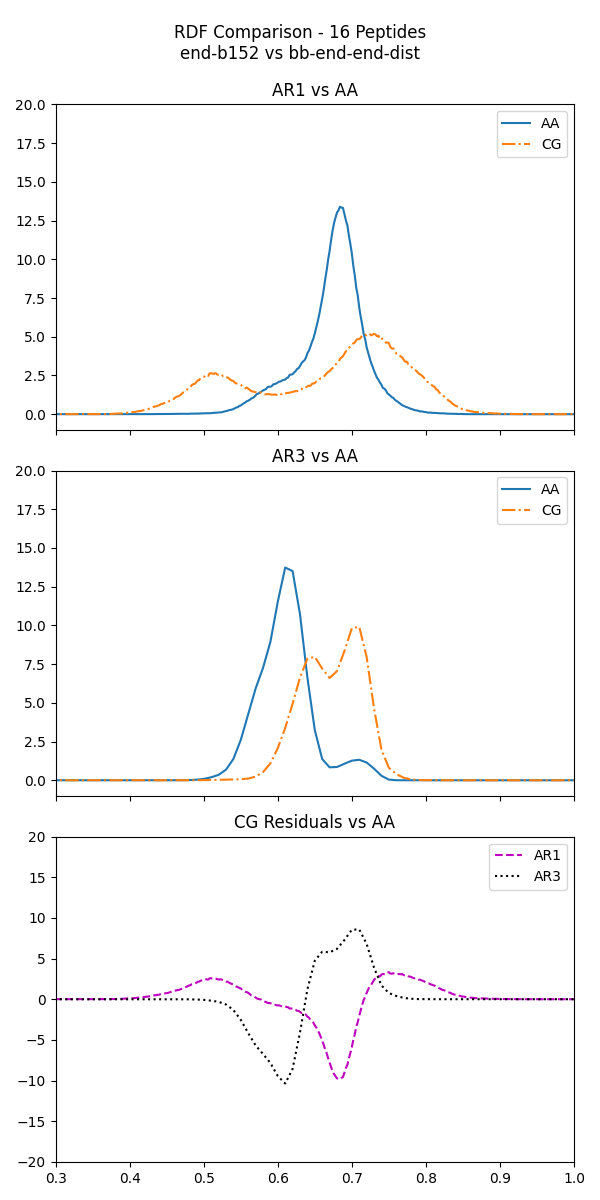 RDF Comparison - 16 Peptides
end-b152 vs bb-end-end-dist
AR1 vs AA
20.0
17.5
15.0
12.5
10.0
7.5
5.0
2.5
0.0
AA
CG
AR3 vs AA
20.0
17.5
15.0
12.5
10.0
7.5
5.0
2.5
0.0
AA
CG
CG Residuals vs AA
20
15
10
5
0
−5
−10
−15
−20
AR1
AR3
0.3 0.4 0.5 0.6 0.7 0.8 0.9 1.0